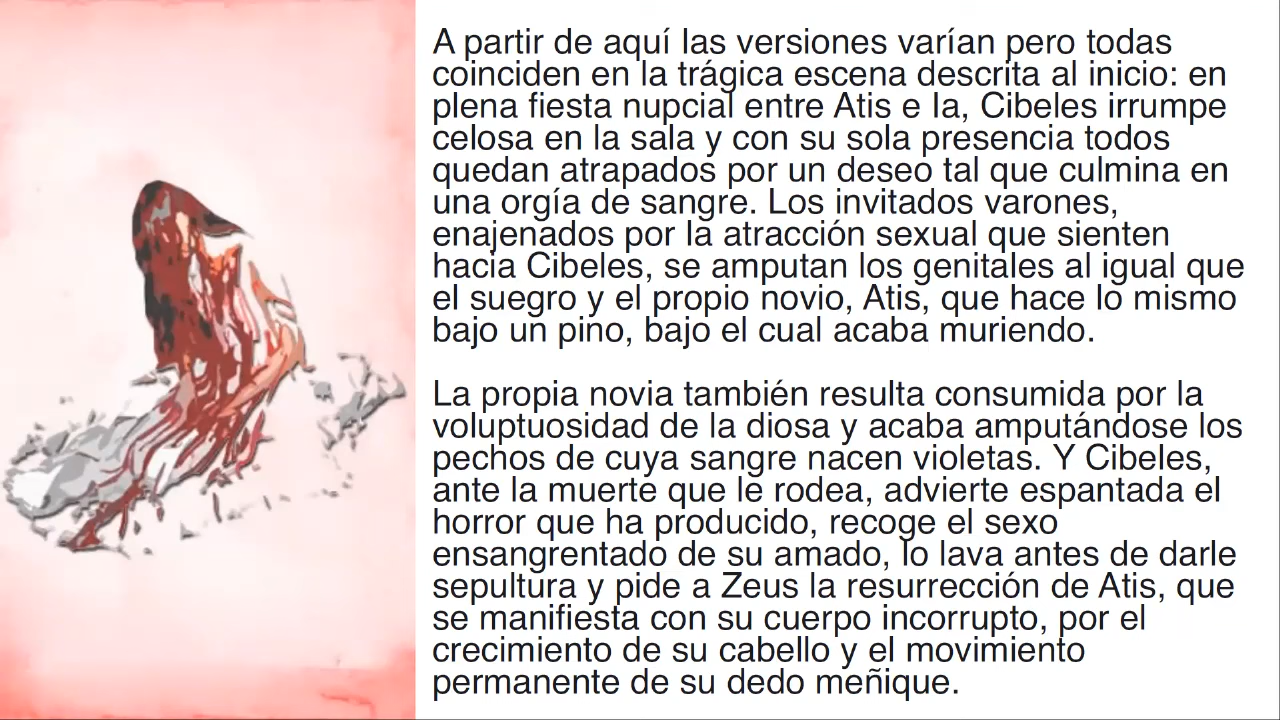 A partir de aquí las versiones varían pero todas
coinciden en la trágica escena descrita al inicio: en
plena fiesta nupcial entre Atis e Ia, Cibeles irrumpe
celosa en la sala y con su sola presencia todos
quedan atrapados por un deseo tal que culmina en
una orgía de sangre. Los invitados varones,
enajenados por la atracción sexual que sienten
hacia Cibeles, se amputan los genitales al igual que
el suegro y el propio novio, Atis, que hace lo mismo
bajo un pino, bajo el cual acaba muriendo.
La propia novia también resulta consumida por la
voluptuosidad de la diosa y acaba amputándose los
pechos de cuya sangre nacen violetas. Y Cibeles,
ante la muerte que le rodea, advierte espantada el
horror que ha producido, recoge el sexo
ensangrentado de su amado, lo lava antes de darle
sepultura y pide a Zeus la resurrección de Atis, que
se manifiesta con su cuerpo incorrupto, por el
crecimiento de su cabello y el movimiento
permanente de su dedo meñique.